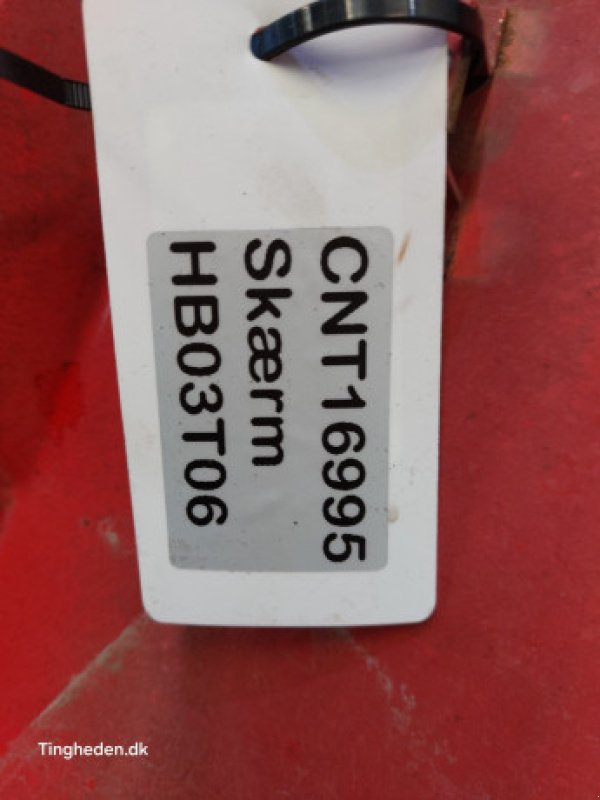 CNT16995
Skærm
HB03T06
Tingheden.dk